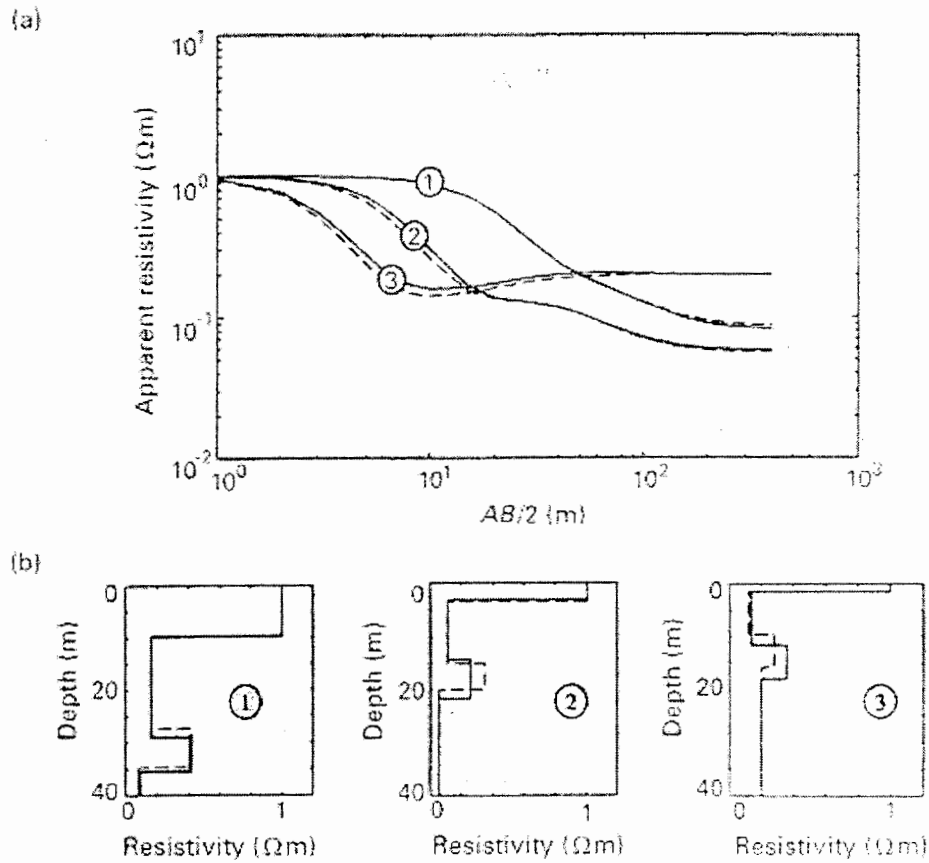 (a)
10¹
10⁰
10⁻¹
10⁻²
Apparent resistivity (Ωm)
1
2
3
10⁰
10¹
10²
10³
AB/2 (m)
(b)
0
20
40
Depth (m)
1
0
1
Resistivity (Ωm)
0
20
40
Depth (m)
2
0
1
Resistivity (Ωm)
0
20
40
Depth (m)
3
0
1
Resistivity (Ωm)